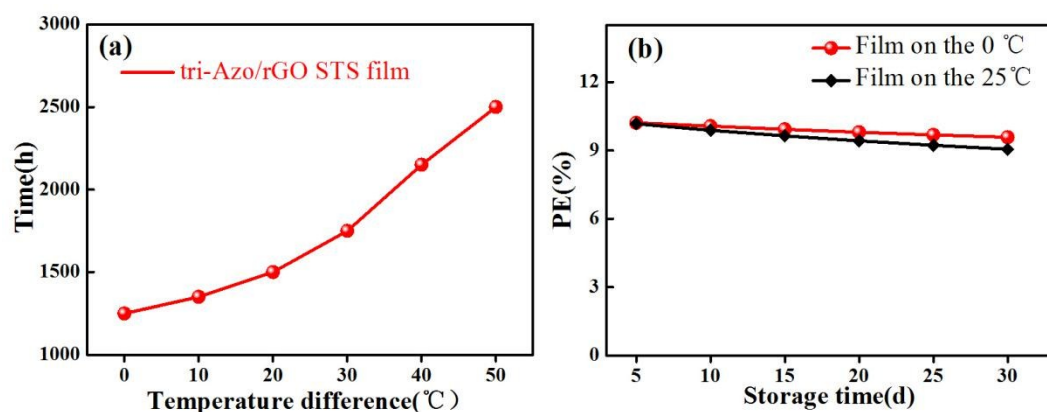 (a)
tri-Azo/rGO STS film
Time(h)
3000
2500
2000
1500
1000
0 10 20 30 40 50
Temperature difference(℃）
(b)
Film on the 0 ℃
Film on the 25℃
PE(%)
12
9
6
3
0
5 10 15 20 25 30
Storage time(d)